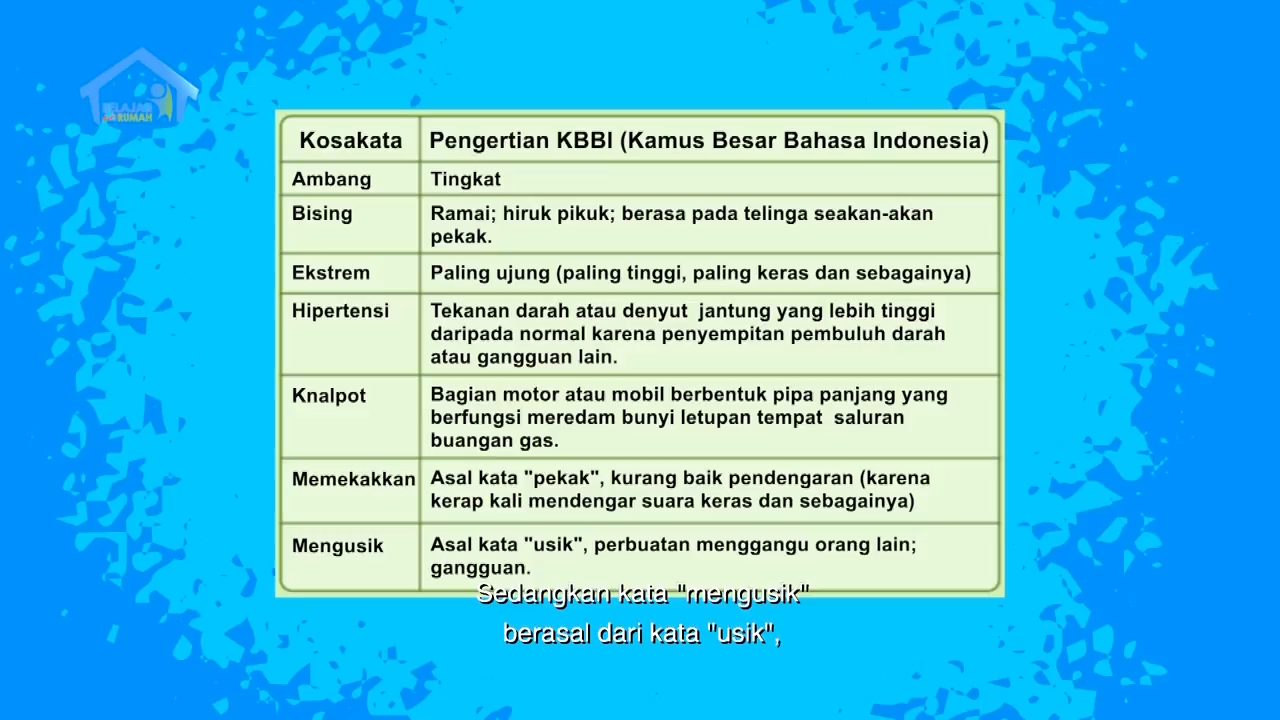 BELAJAR
dari RUMAH
Kosakata Pengertian KBBI (Kamus Besar Bahasa Indonesia)
Ambang Tingkat
Bising Ramai; hiruk pikuk; berasa pada telinga seakan-akan
pekak.
Ekstrem Paling ujung (paling tinggi, paling keras dan sebagainya)
Hipertensi Tekanan darah atau denyut jantung yang lebih tinggi
daripada normal karena penyempitan pembuluh darah
atau gangguan lain.
Knalpot Bagian motor atau mobil berbentuk pipa panjang yang
berfungsi meredam bunyi letupan tempat saluran
buangan gas.
Memekakkan Asal kata "pekak", kurang baik pendengaran (karena
kerap kali mendengar suara keras dan sebagainya)
Mengusik Asal kata "usik", perbuatan menggangu orang lain;
gangguan.
Sedangkan kata "mengusik"
berasal dari kata "usik",